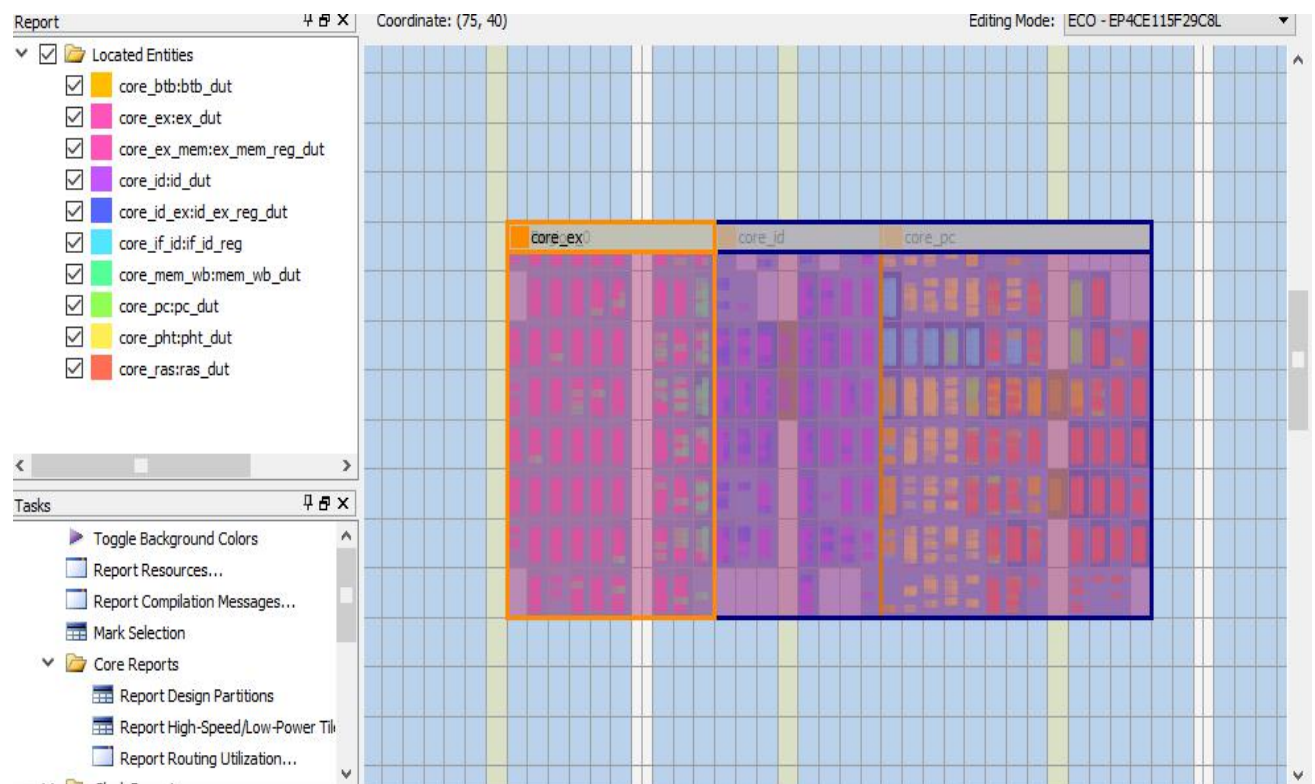 Report
Coordinate: (75, 40)
Editing Mode: ECO - EP4CE115F29C8L
Located Entities
core_btb:btb_dut
core_ex:ex_dut
core_ex_mem:ex_mem_reg_dut
core_id:id_dut
core_id_ex:id_ex_reg_dut
core_if_id:if_id_reg
core_mem_wb:mem_wb_dut
core_pc:pc_dut
core_pht:pht_dut
core_ras:ras_dut
core_ex
core_id
core_pc
Tasks
Toggle Background Colors
Report Resources...
Report Compilation Messages...
Mark Selection
Core Reports
Report Design Partitions
Report High-Speed/Low-Power Til
Report Routing Utilization...